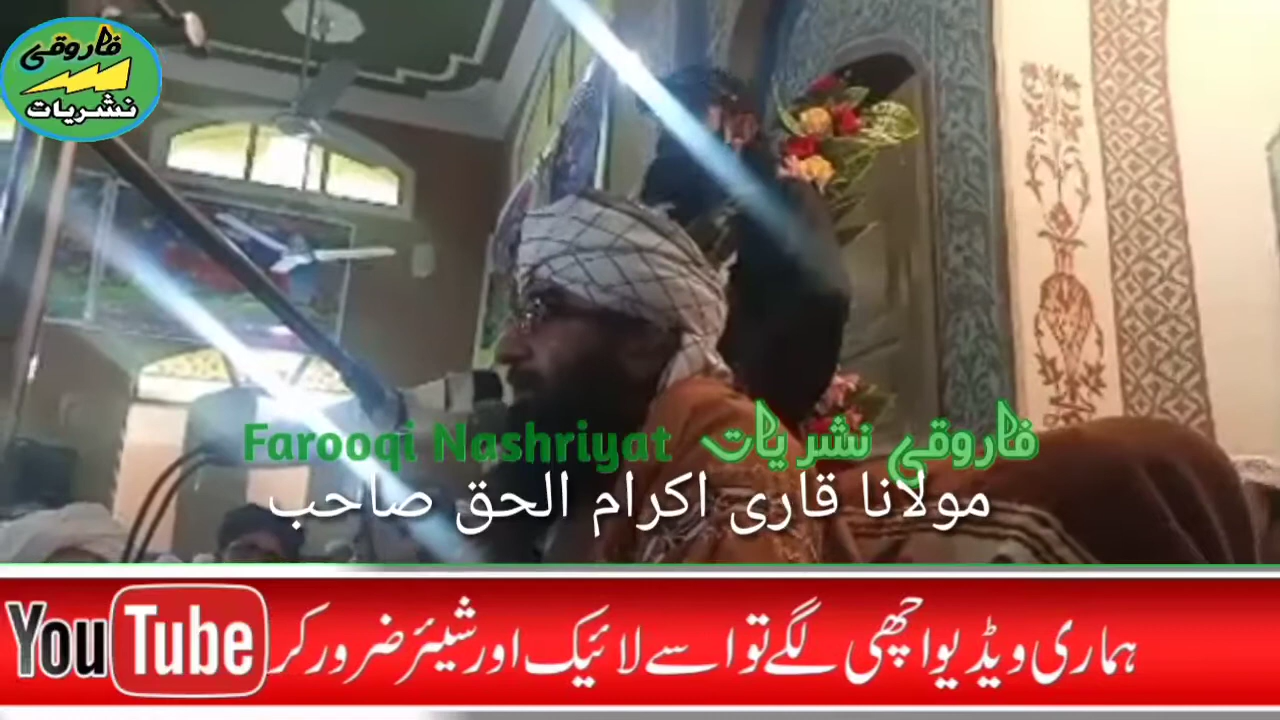 فاروقی
نشریات
Farooqi Nashriyat فاروقی نشریات
مولانا قاری اکرام الحق صاحب
YouTube ہماری ویڈیو اچھی لگے تو اسے لائیک اور شیئر ضرور کر